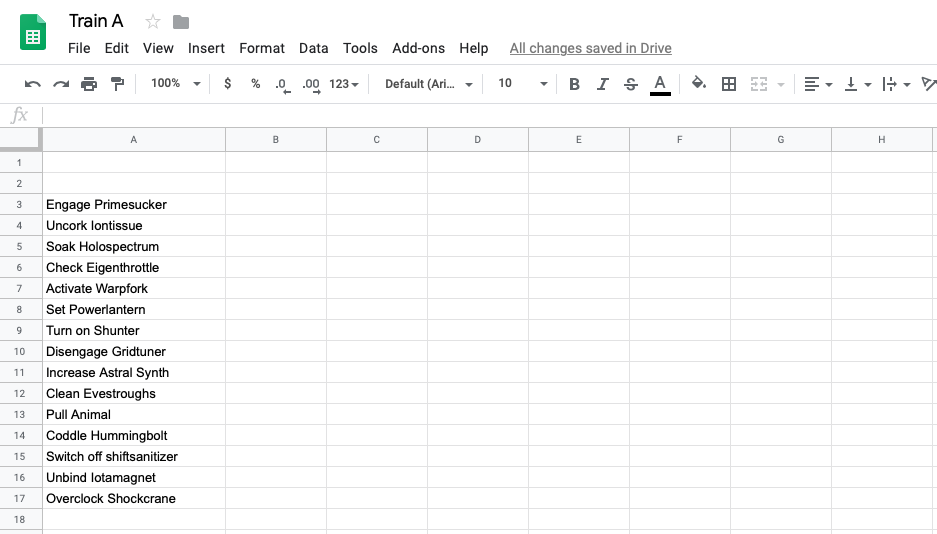 Train A
File Edit View Insert Format Data Tools Add-ons Help All changes saved in Drive
100% $ % .0 .00 123 Default (Ari... 10 B I S A
fx
A B C D E F G H
1
2
3 Engage Primesucker
4 Uncork Iontissue
5 Soak Holospectrum
6 Check Eigenthrottle
7 Activate Warpfork
8 Set Powerlantern
9 Turn on Shunter
10 Disengage Gridtuner
11 Increase Astral Synth
12 Clean Evestroughs
13 Pull Animal
14 Coddle Hummingbolt
15 Switch off shiftsanitizer
16 Unbind Iotamagnet
17 Overclock Shockcrane
18